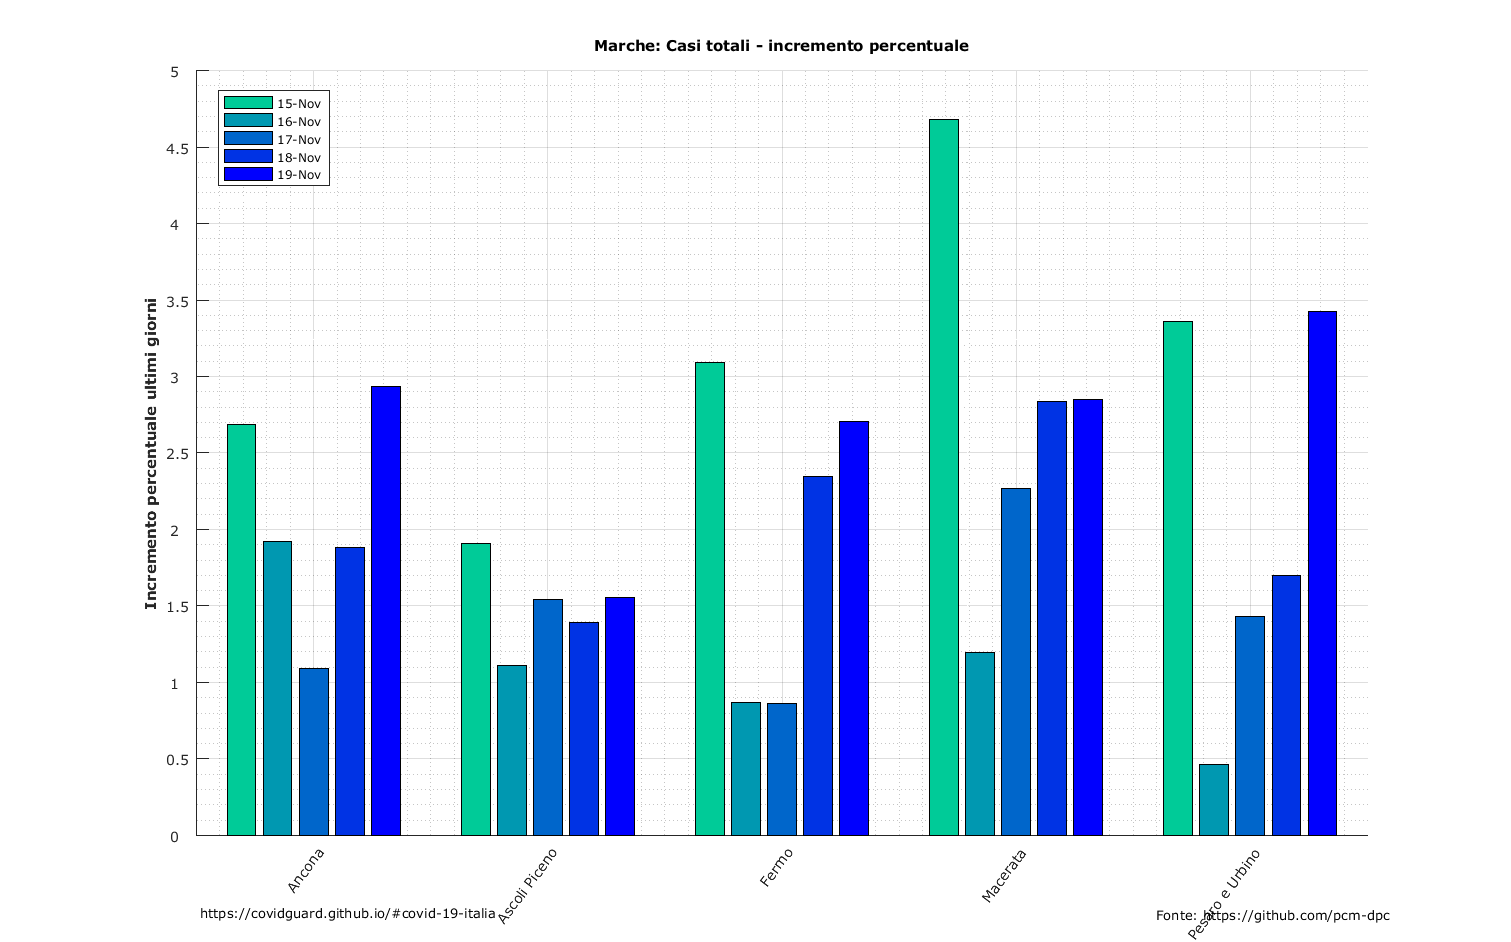 Marche: Casi totali - incremento percentuale
15-Nov
16-Nov
17-Nov
18-Nov
19-Nov
Incremento percentuale ultimi giorni
5
4.5
4
3.5
3
2.5
2
1.5
1
0.5
0
Ancona
Ascoli Piceno
Fermo
Macerata
Pesaro e Urbino
https://covidguard.github.io/#covid-19-italia
Fonte: https://github.com/pcm-dpc